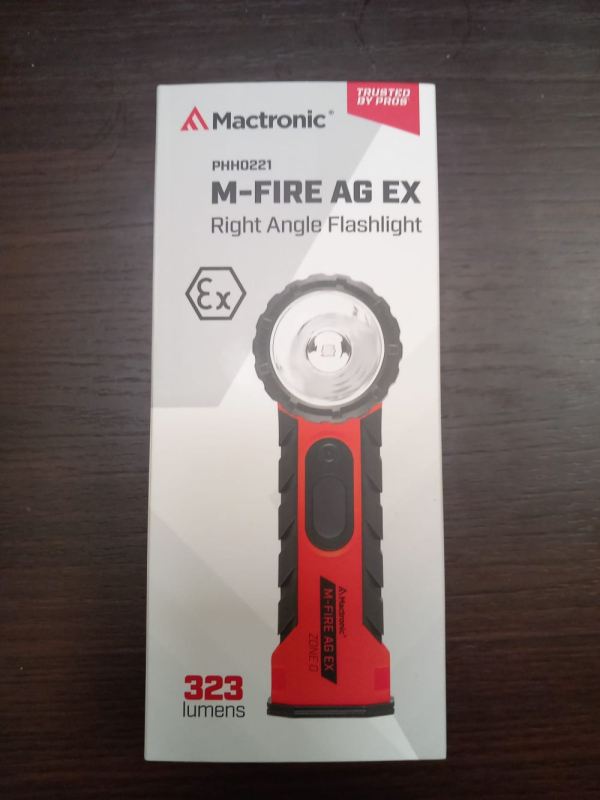 TRUSTED
BY PROS
Mactronic®
PHH0221
M-FIRE AG EX
Right Angle Flashlight
Ex
Mactronic®
M-FIRE AG EX
ZONE 0
323
lumens